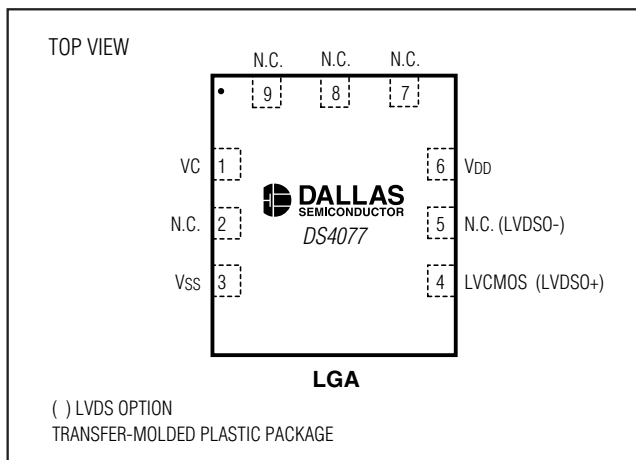 TOP VIEW
N.C. N.C. N.C.
9 8 7
VC 1 6 VDD
DALLAS
SEMICONDUCTOR
N.C. 2 5 N.C. (LVDSO-)
DS4077
VSS 3 4 LVCMOS (LVDSO+)
LGA
( ) LVDS OPTION
TRANSFER-MOLDED PLASTIC PACKAGE